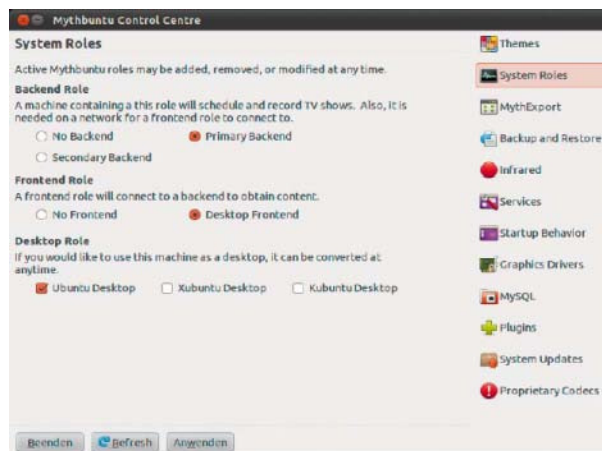 Mythbuntu Control Centre
System Roles
Active Mythbuntu roles may be added, removed, or modified at any time.
Backend Role
A machine containing a this role will schedule and record TV shows. Also, it is
needed on a network for a frontend role to connect to.
No Backend
Primary Backend
Secondary Backend
Frontend Role
A frontend role will connect to a backend to obtain content.
No Frontend
Desktop Frontend
Desktop Role
If you would like to use this machine as a desktop, it can be converted at
anytime.
Ubuntu Desktop
Xubuntu Desktop
Kubuntu Desktop
Beenden
Refresh
Anwenden
Themes
System Roles
MythExport
Backup and Restore
Infrared
Services
Startup Behavior
Graphics Drivers
MySQL
Plugins
System Updates
Proprietary Codecs